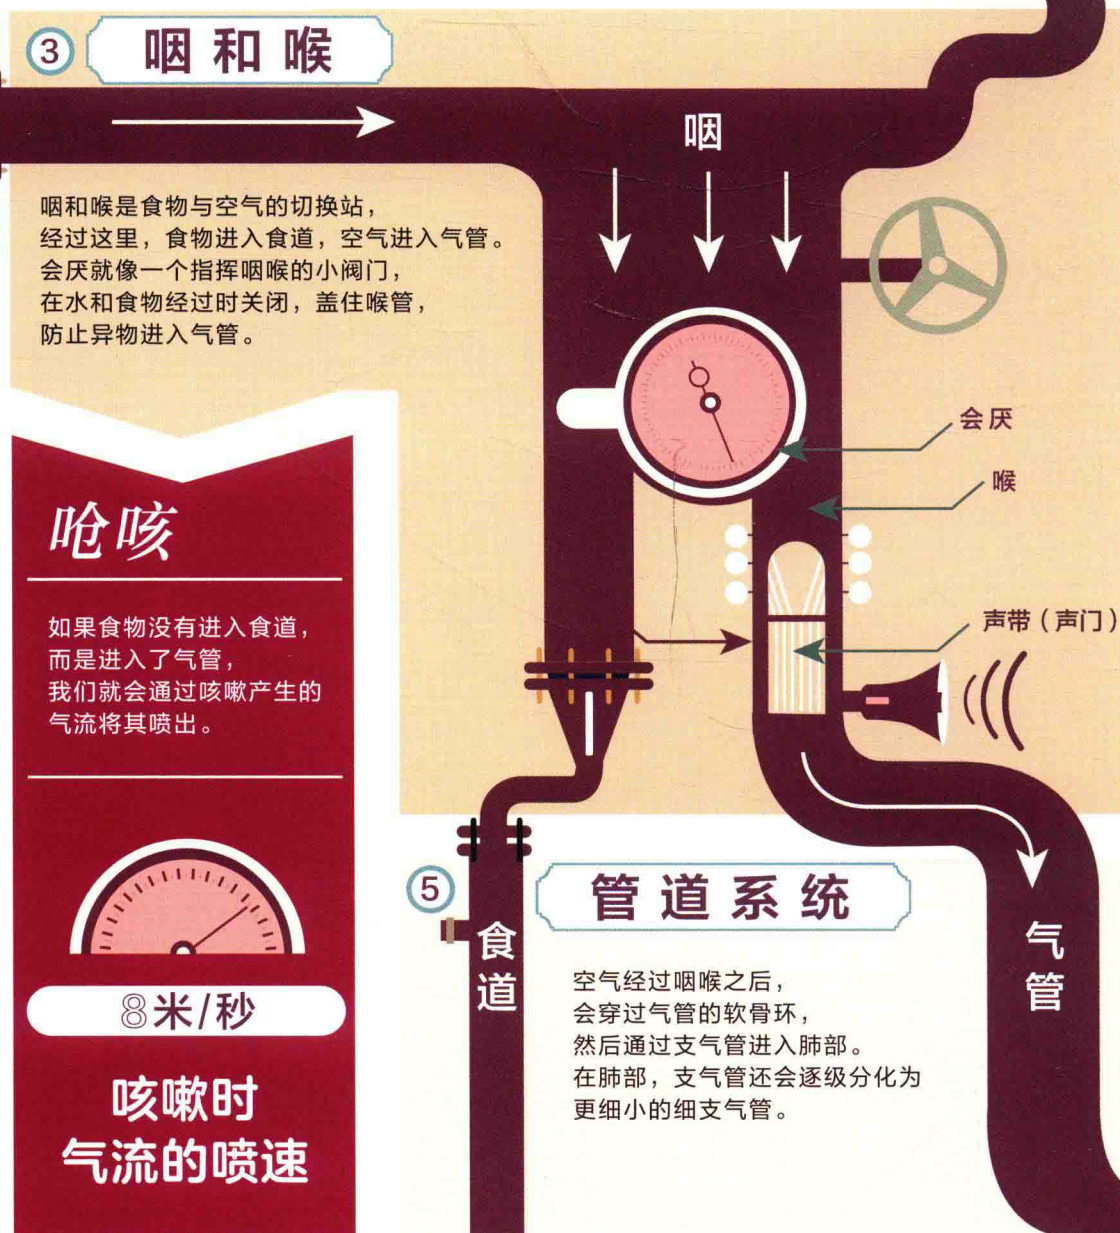 3
咽和喉
咽
咽和喉是食物与空气的切换站，
经过这里，食物进入食道，空气进入气管。
会厌就像一个指挥咽喉的小阀门，
在水和食物经过时关闭，盖住喉管，
防止异物进入气管。
会厌
喉
声带（声门）
呛咳
如果食物没有进入食道，
而是进入了气管，
我们就会通过咳嗽产生的
气流将其喷出。
8米/秒
咳嗽时
气流的喷速
食道
5
管道系统
空气经过咽喉之后，
会穿过气管的软骨环，
然后通过支气管进入肺部。
在肺部，支气管还会逐级分化为
更细小的细支气管。
气管